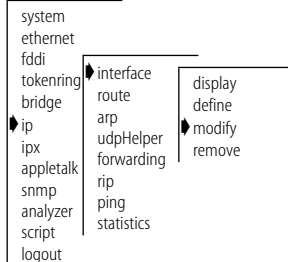 system
ethernet
fddi
tokenring
bridge
ip
ipx
appletalk
snmp
analyzer
script
logout
interface
route
arp
udpHelper
forwarding
rip
ping
statistics
display
define
modify
remove